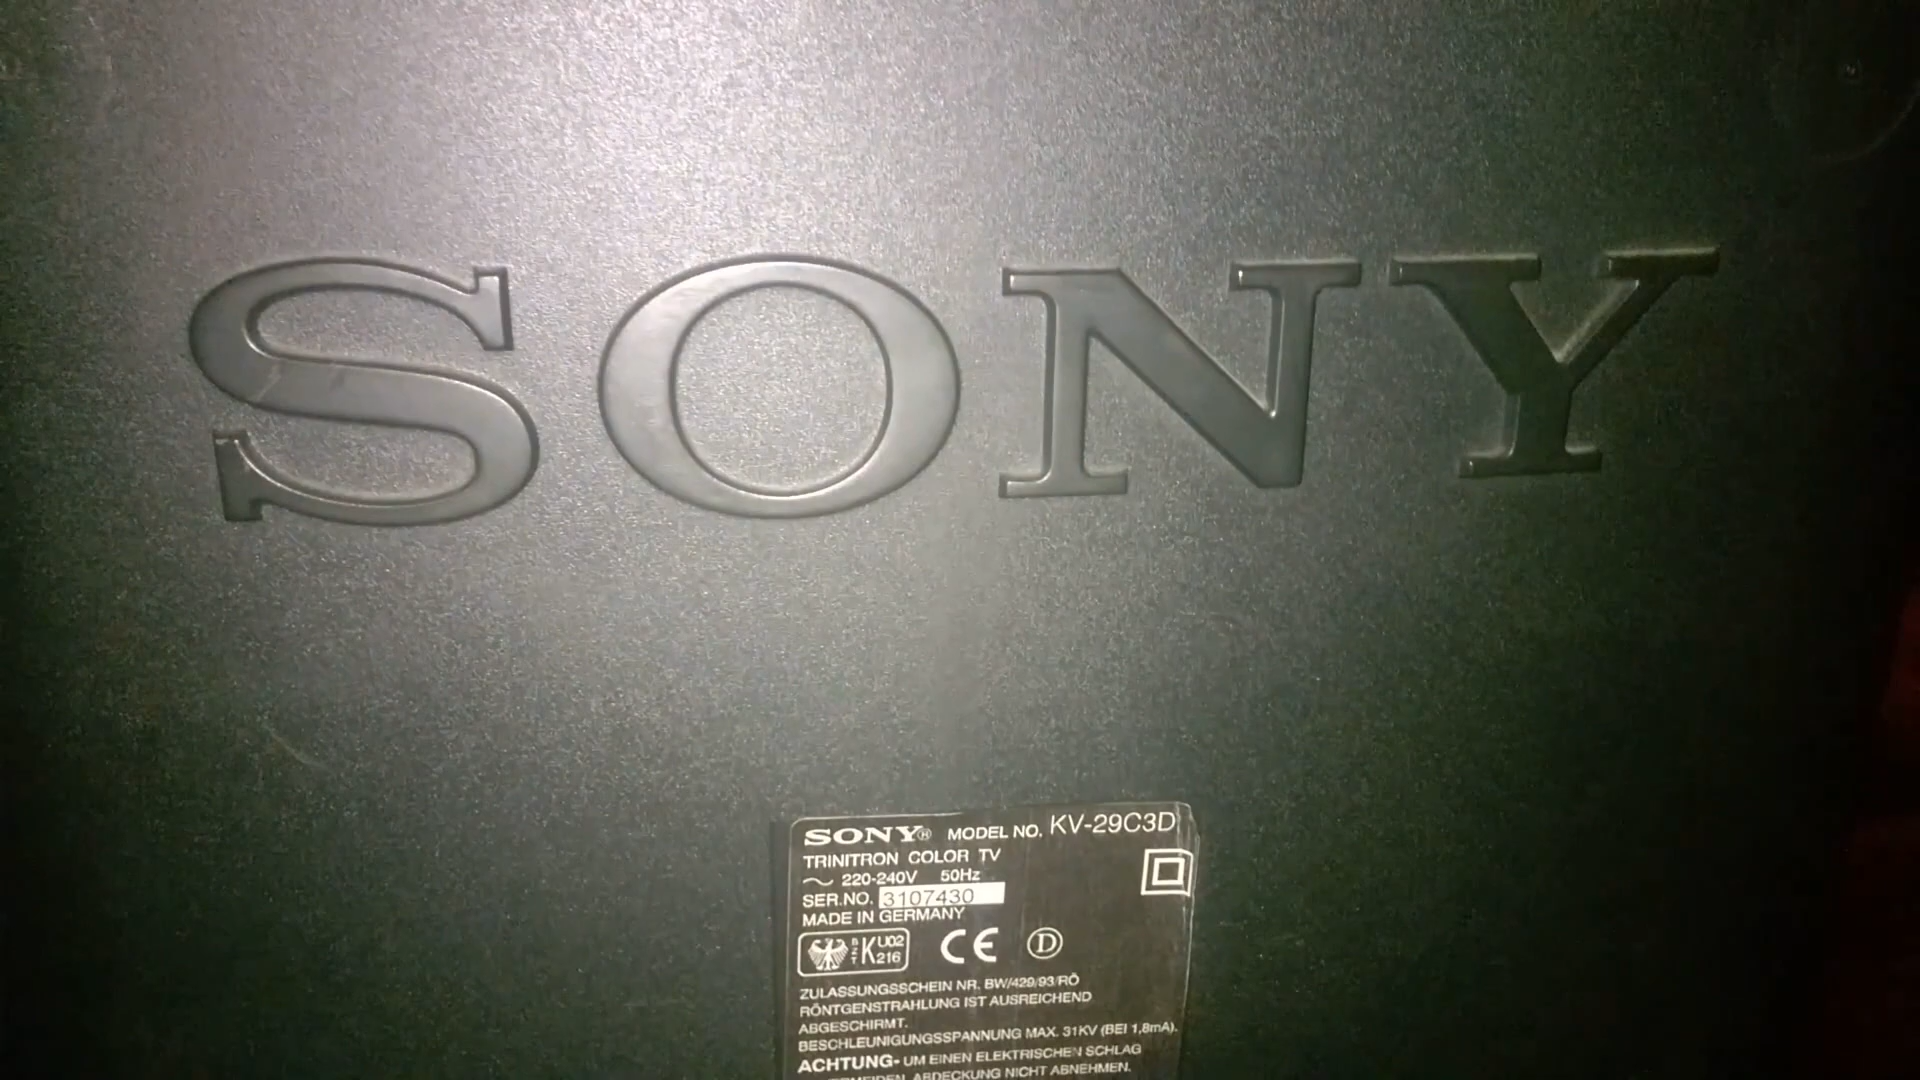 SONY
SONY® MODEL NO. KV-29C3D
TRINITRON COLOR TV
~ 220-240V 50Hz
SER.NO. 3107430
MADE IN GERMANY
BZT K U02 216 CE D
ZULASSUNGSSCHEIN NR. BW/429/93/RÖ
RÖNTGENSTRAHLUNG IST AUSREICHEND
ABGESCHIRMT.
BESCHLEUNIGUNGSSPANNUNG MAX. 31KV (BEI 1,8mA).
ACHTUNG- UM EINEN ELEKTRISCHEN SCHLAG
ABDECKUNG NICHT ABNEHMEN.